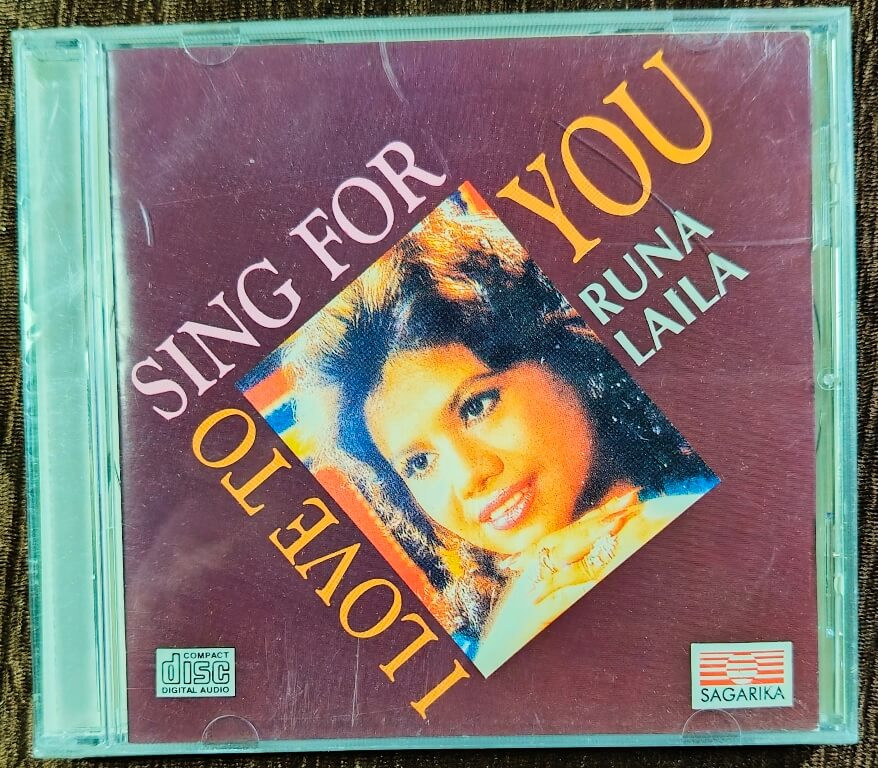 I LOVE TO
SING FOR
YOU
RUNA
LAILA
COMPACT
disc
DIGITAL AUDIO
SAGARIKA